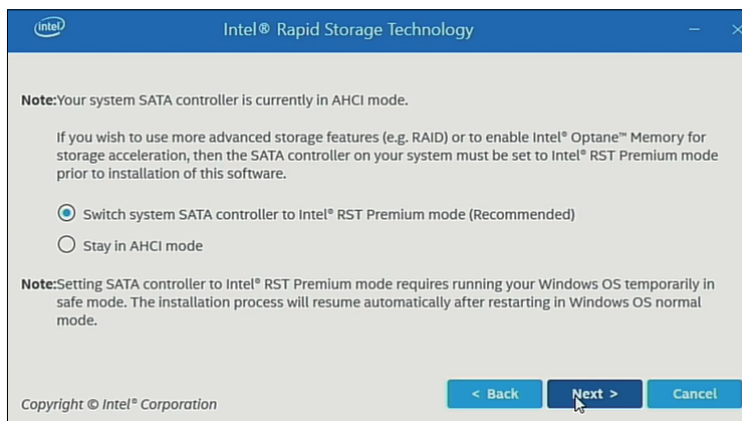 intel
Intel® Rapid Storage Technology
Note:Your system SATA controller is currently in AHCI mode.
If you wish to use more advanced storage features (e.g. RAID) or to enable Intel® Optane™ Memory for
storage acceleration, then the SATA controller on your system must be set to Intel® RST Premium mode
prior to installation of this software.
Switch system SATA controller to Intel® RST Premium mode (Recommended)
Stay in AHCI mode
Note:Setting SATA controller to Intel® RST Premium mode requires running your Windows OS temporarily in
safe mode. The installation process will resume automatically after restarting in Windows OS normal
mode.
< Back Next > Cancel
Copyright © Intel® Corporation